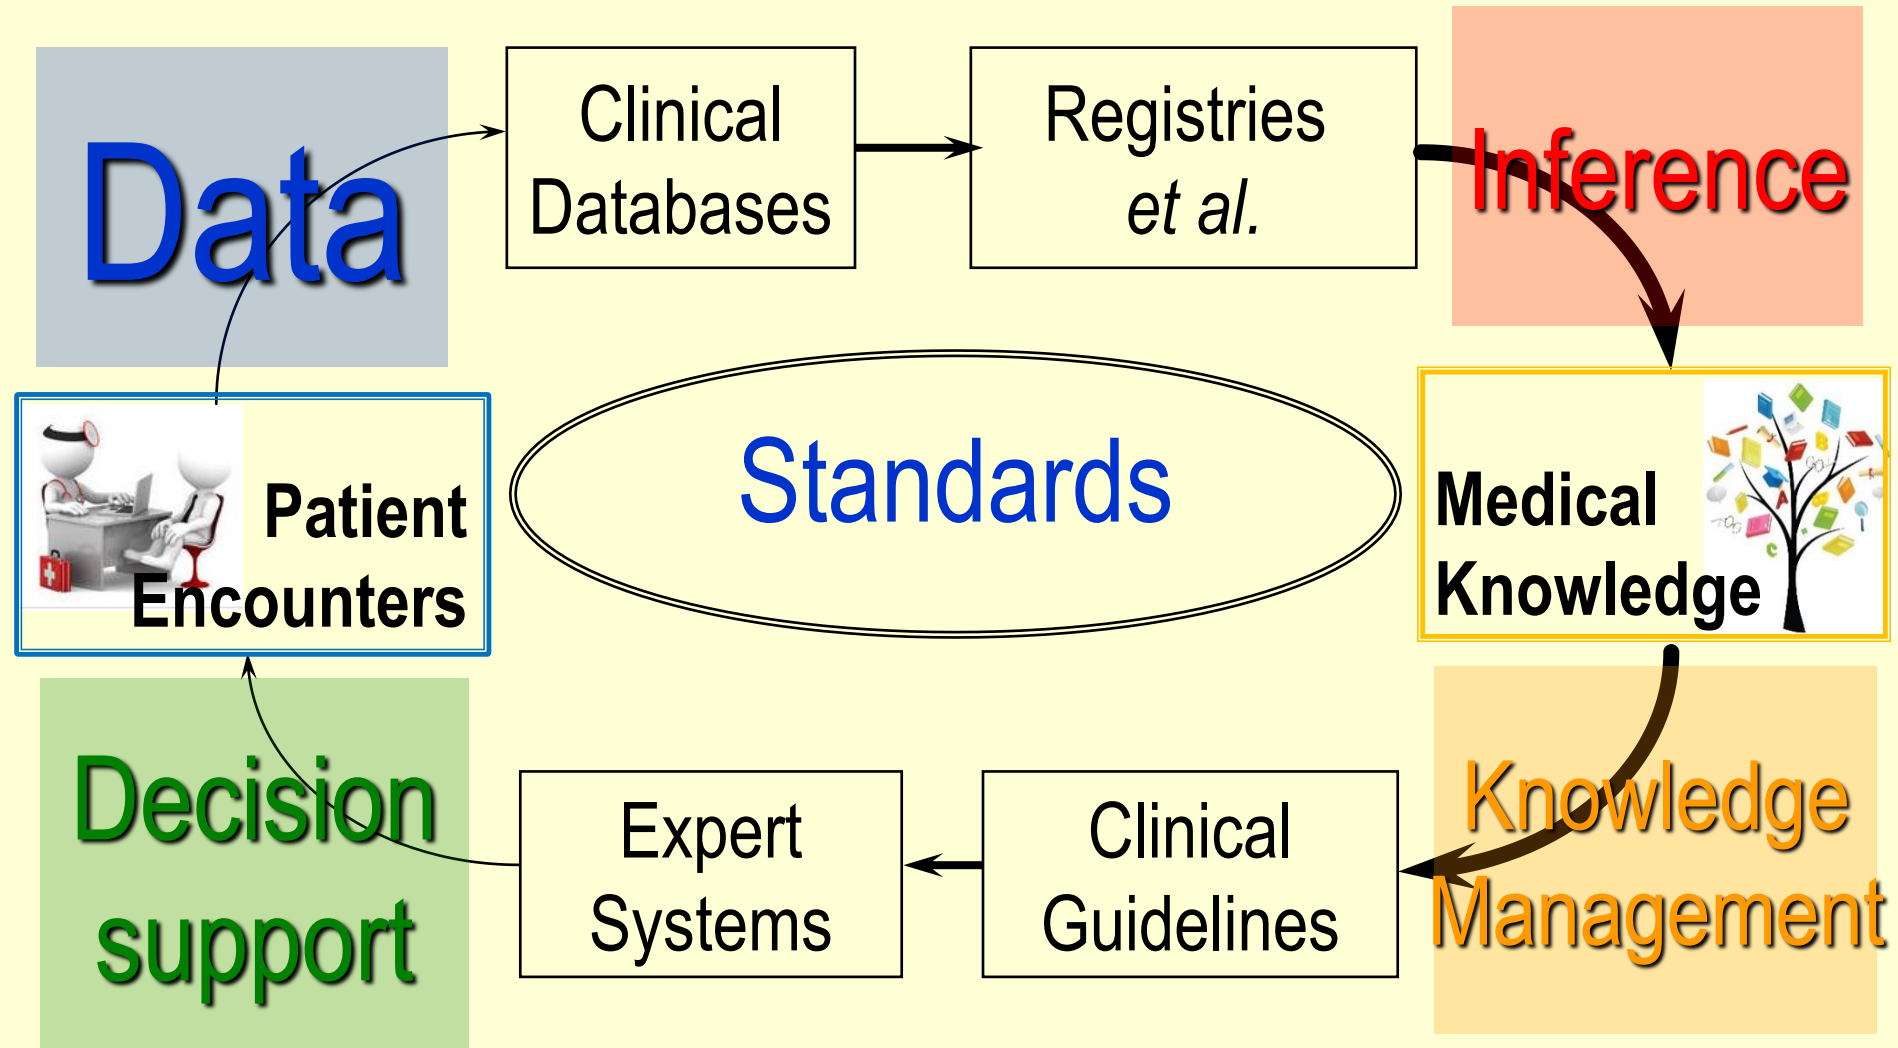 Data
Clinical
Databases
Registries
et al.
Inference
Patient
Encounters
Standards
Medical
Knowledge
Decision
support
Expert
Systems
Clinical
Guidelines
Knowledge
Management